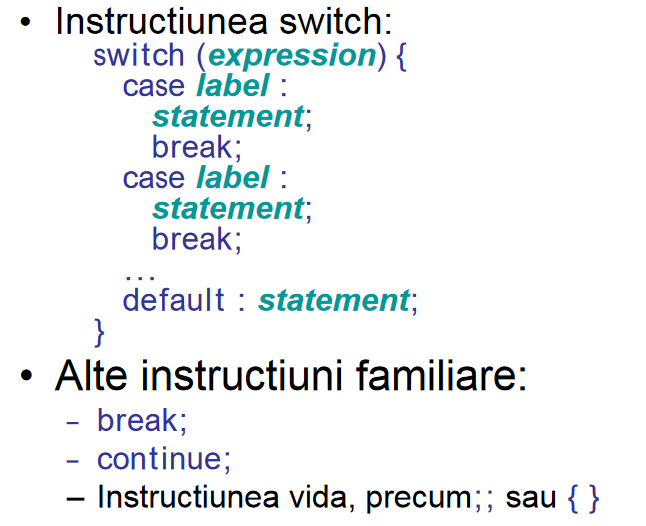 • Instructiunea switch:
switch (expression) {
case label :
statement;
break;
case label :
statement;
break;
...
default : statement;
}
• Alte instructiuni familiare:
– break;
– continue;
– Instructiunea vida, precum;; sau { }